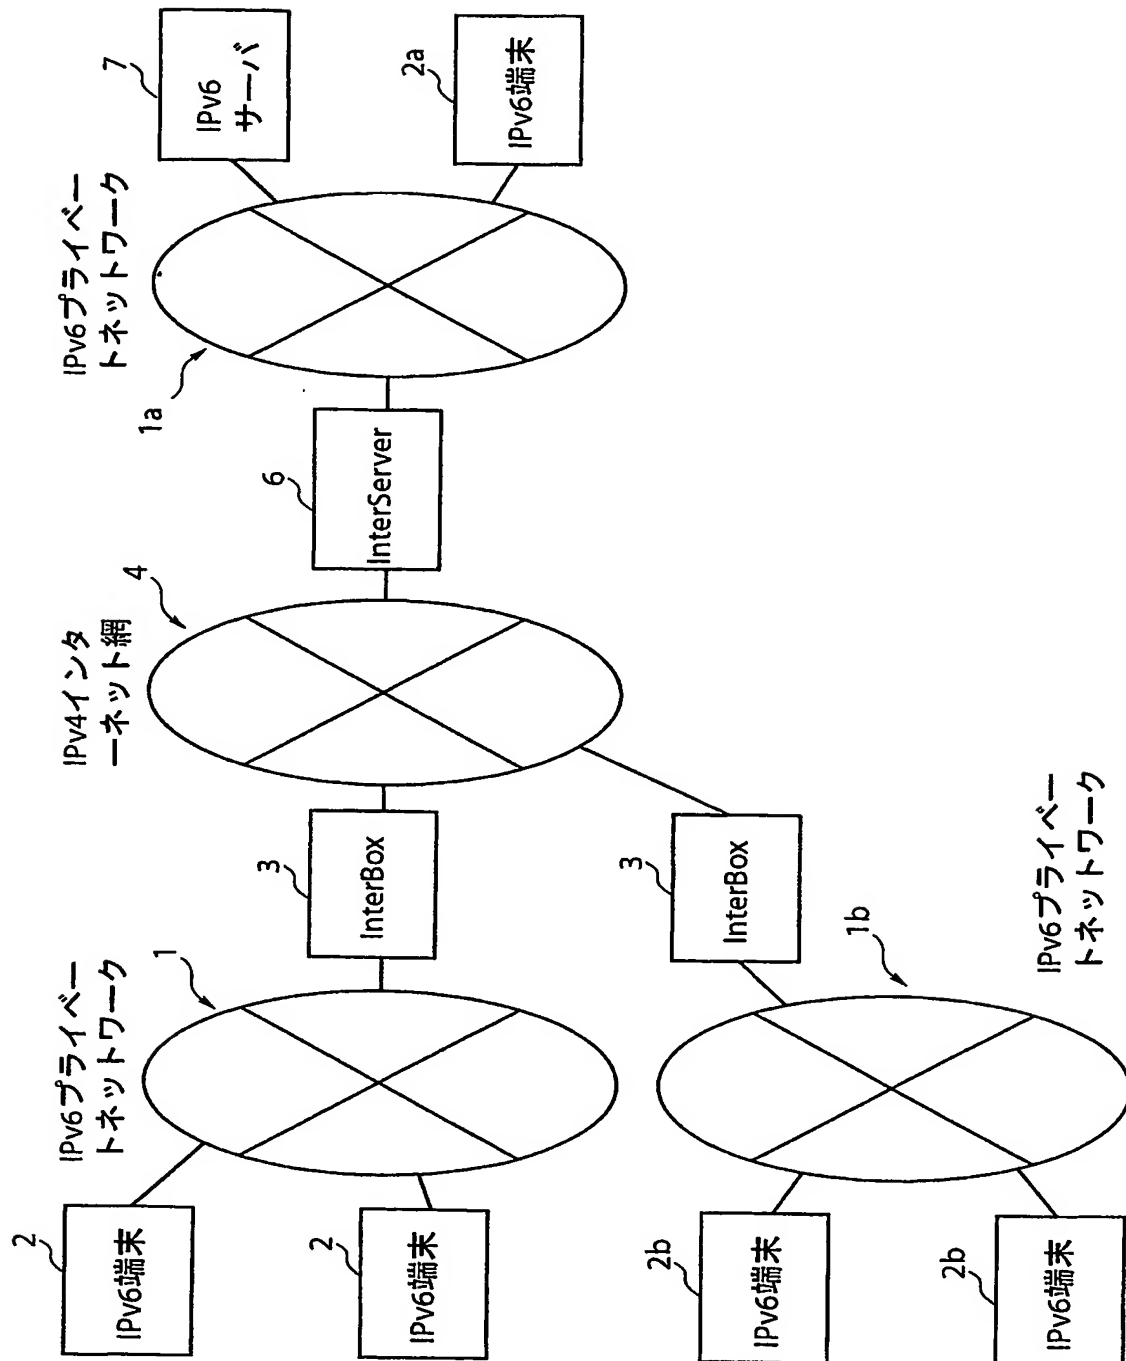 IPv6プライベー
トネットワーク
1
2
IPv6端末
2
IPv6端末
3
InterBox
IPv4インタ
ーネット網
4
6
InterServer
IPv6プライベー
トネットワーク
1a
7
IPv6
サーバ
2a
IPv6端末
2b
IPv6端末
2b
IPv6端末
1b
3
InterBox
IPv6プライベー
トネットワーク